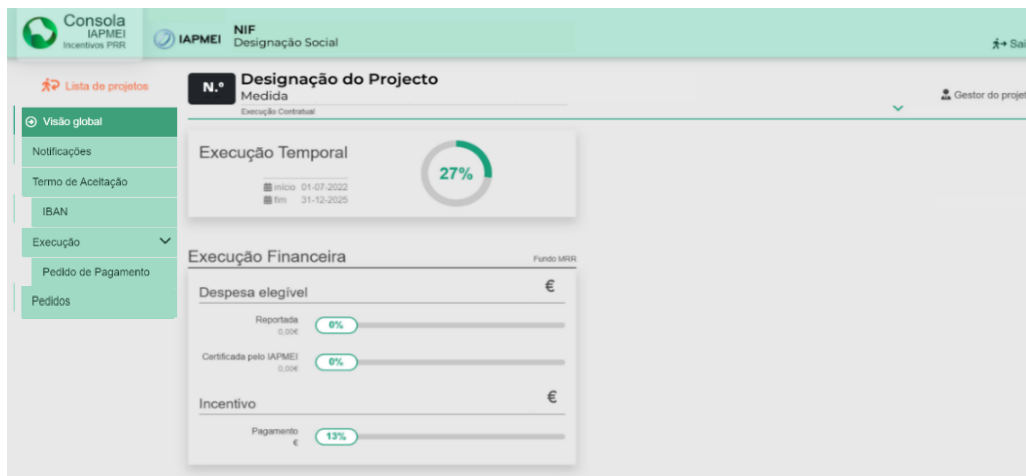 Consola
IAPMEI
Incentivos PRR
IAPMEI
NIF
Designação Social
Sai
Lista de projetos
N.º
Designação do Projecto
Medida
Execução Contratual
Gestor do projet
Visão global
Notificações
Termo de Aceitação
IBAN
Execução
Pedido de Pagamento
Pedidos
Execução Temporal
início 01-07-2022
fim 31-12-2025
27%
Execução Financeira
Fundo MRR
Despesa elegível €
Reportada
0,00€
0%
Certificada pelo IAPMEI
0,00€
0%
Incentivo €
Pagamento
€
13%